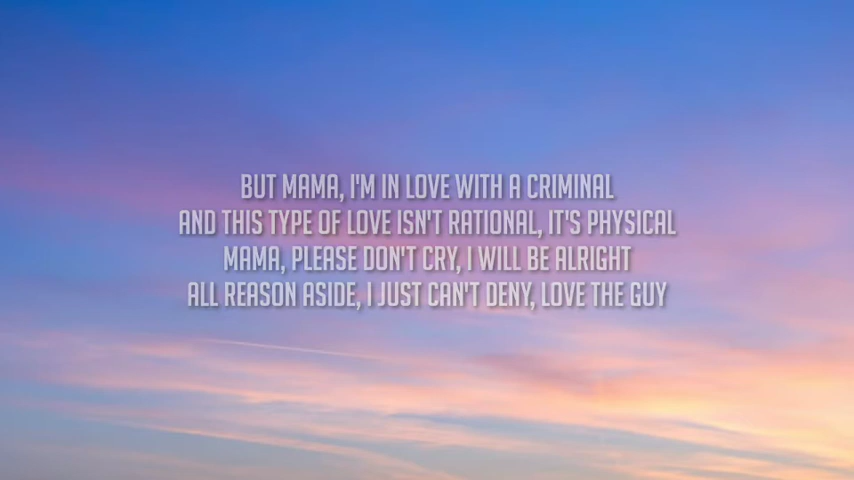 BUT MAMA, I'M IN LOVE WITH A CRIMINAL
AND THIS TYPE OF LOVE ISN'T RATIONAL, IT'S PHYSICAL
MAMA, PLEASE DON'T CRY, I WILL BE ALRIGHT
ALL REASON ASIDE, I JUST CAN'T DENY, LOVE THE GUY